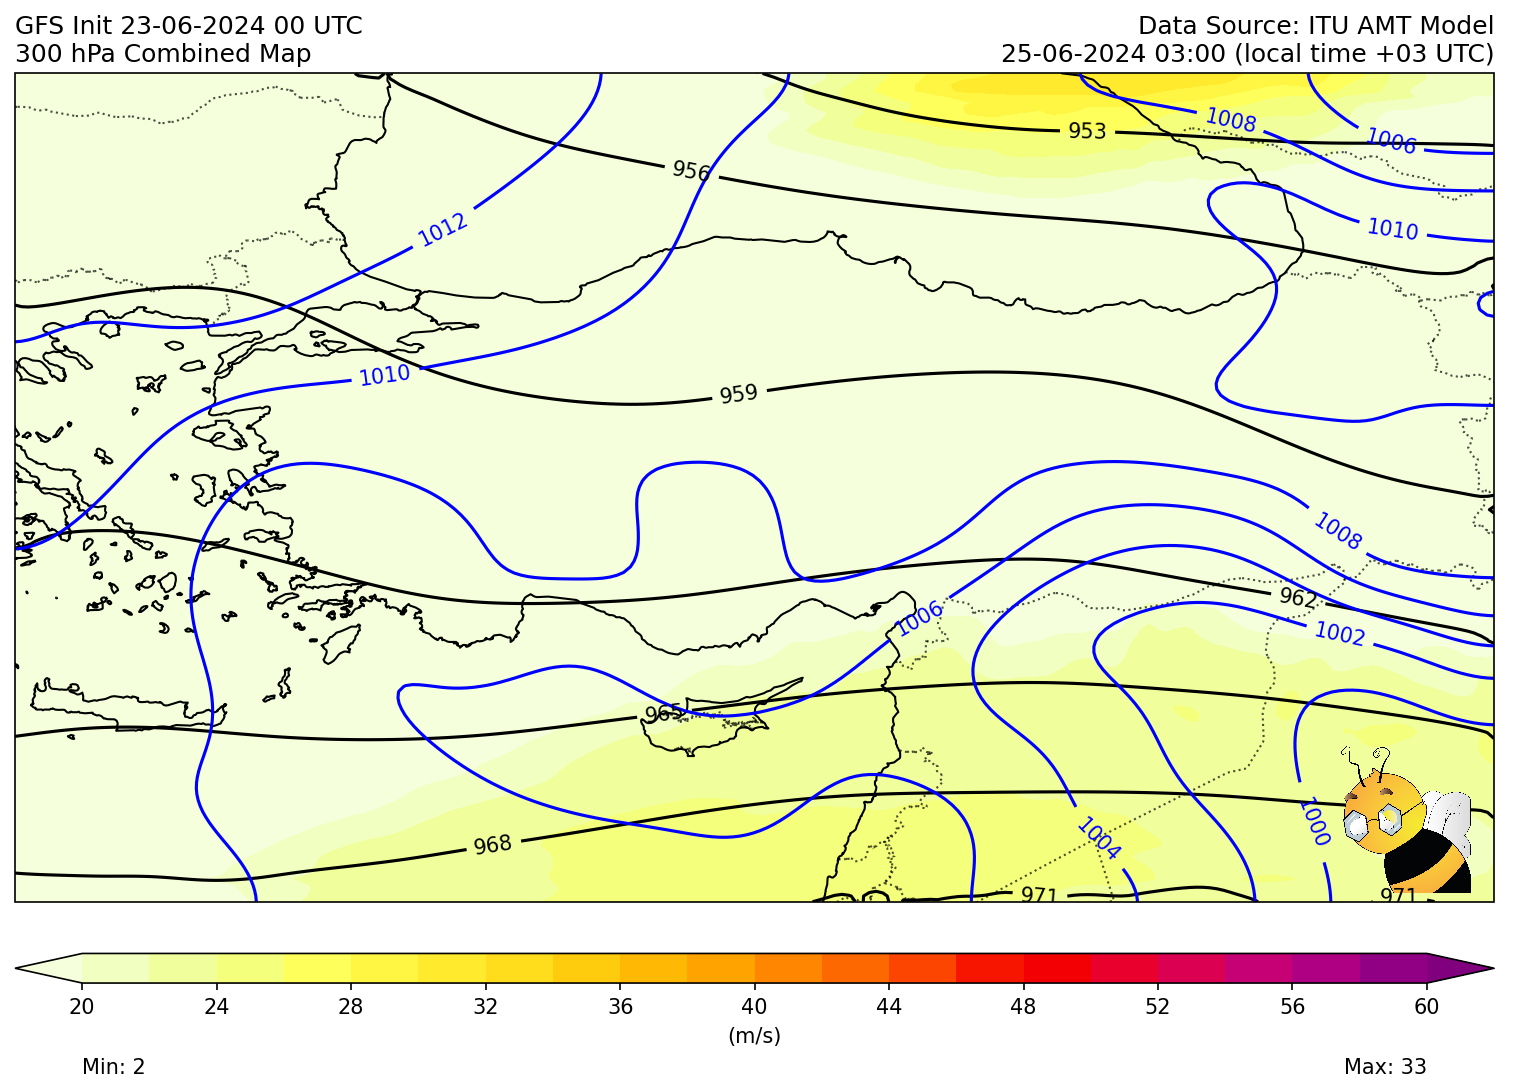 GFS Init 23-06-2024 00 UTC
300 hPa Combined Map
Data Source: ITU AMT Model
25-06-2024 03:00 (local time +03 UTC)
1008
953
1006
956
1012
1010
1010
959
1008
962
1006
1002
965
1000
1004
968
971
971
20 24 28 32 36 40 44 48 52 56 60
(m/s)
Min: 2
Max: 33